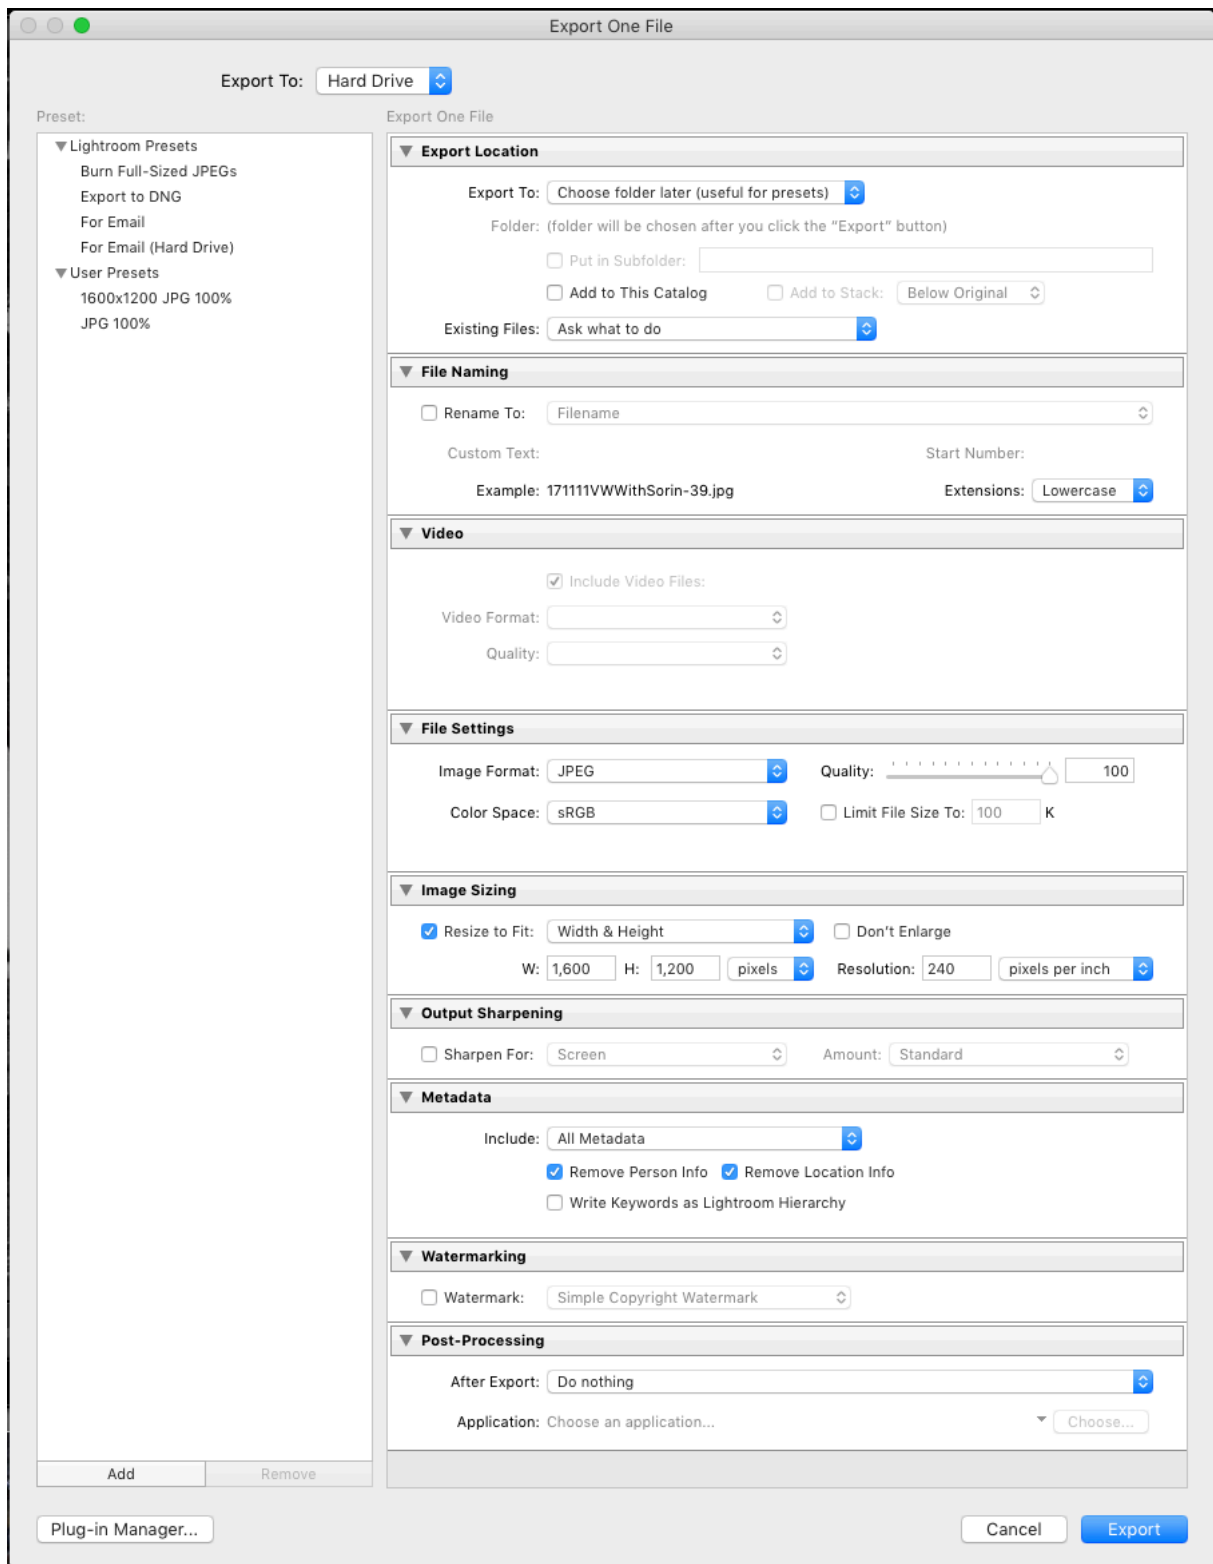 Export One File
Export To: Hard Drive
Preset:
Lightroom Presets
Burn Full-Sized JPEGs
Export to DNG
For Email
For Email (Hard Drive)
User Presets
1600x1200 JPG 100%
JPG 100%
Add Remove
Export One File
Export Location
Export To: Choose folder later (useful for presets)
Folder: (folder will be chosen after you click the “Export” button)
Put in Subfolder:
Add to This Catalog Add to Stack: Below Original
Existing Files: Ask what to do
File Naming
Rename To: Filename
Custom Text: Start Number:
Example: 171111VWWithSorin-39.jpg Extensions: Lowercase
Video
Include Video Files:
Video Format:
Quality:
File Settings
Image Format: JPEG Quality: 100
Color Space: sRGB Limit File Size To: 100 K
Image Sizing
Resize to Fit: Width & Height Don't Enlarge
W: 1,600 H: 1,200 pixels Resolution: 240 pixels per inch
Output Sharpening
Sharpen For: Screen Amount: Standard
Metadata
Include: All Metadata
Remove Person Info Remove Location Info
Write Keywords as Lightroom Hierarchy
Watermarking
Watermark: Simple Copyright Watermark
Post-Processing
After Export: Do nothing
Application: Choose an application... Choose...
Plug-in Manager... Cancel Export